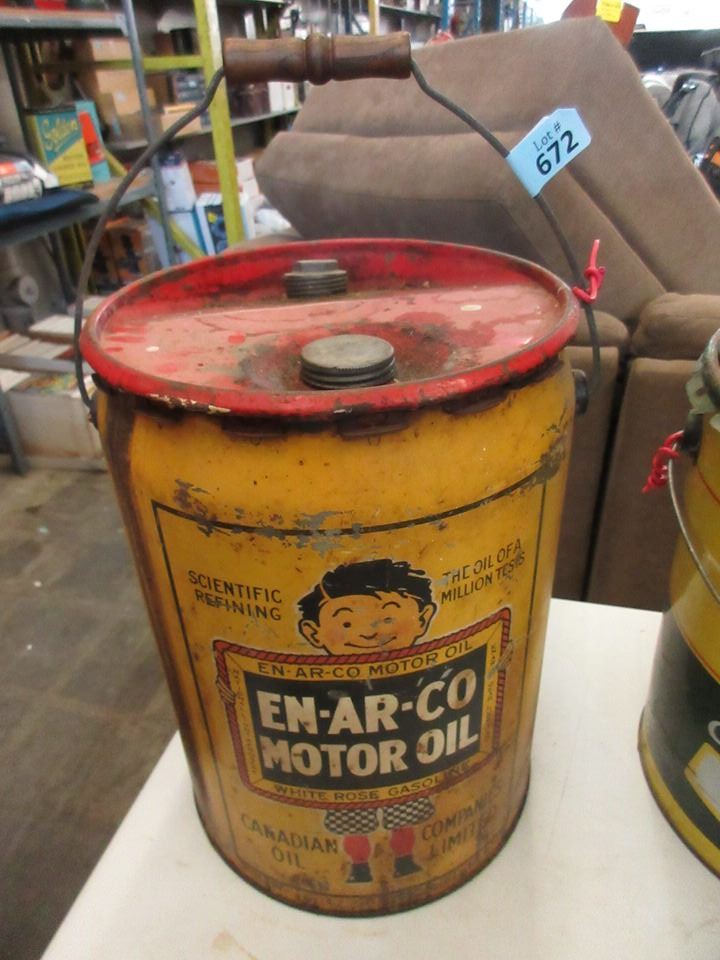 Lot #
672
SCIENTIFIC
REFINING
THE OIL OF A
MILLION TESTS
EN-AR-CO MOTOR OIL
EN-AR-CO
MOTOR OIL
WHITE ROSE GASOLINE
CANADIAN
OIL
COMPANIES
LIMITED